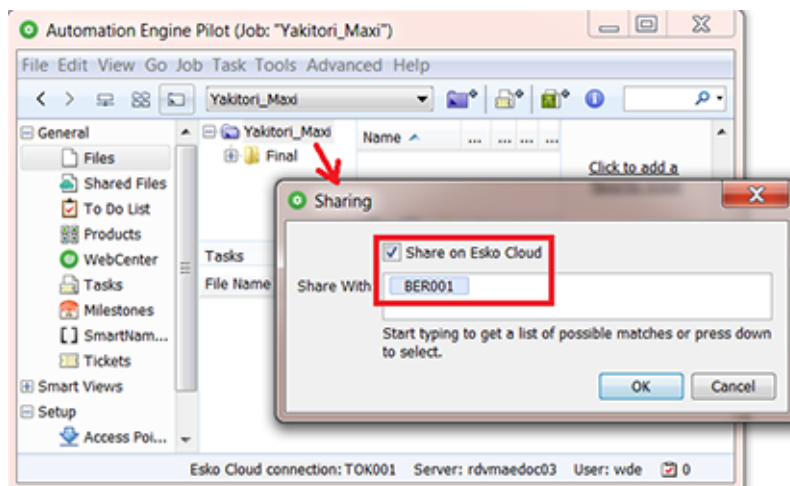 Automation Engine Pilot (Job: "Yakitori_Maxi")
File Edit View Go Job Task Tools Advanced Help
Yakitori_Maxi
General
Files
Shared Files
To Do List
Products
WebCenter
Tasks
Milestones
[ ] SmartNam...
Tickets
Smart Views
Setup
Access Poi...
Yakitori_Maxi
Final
Name ... ... ... ...
Click to add a
Tasks
File Name
Sharing
Share on Esko Cloud
Share With BER001
Start typing to get a list of possible matches or press down
to select.
OK Cancel
Esko Cloud connection: TOK001 Server: rdvmaedoc03 User: wde 0